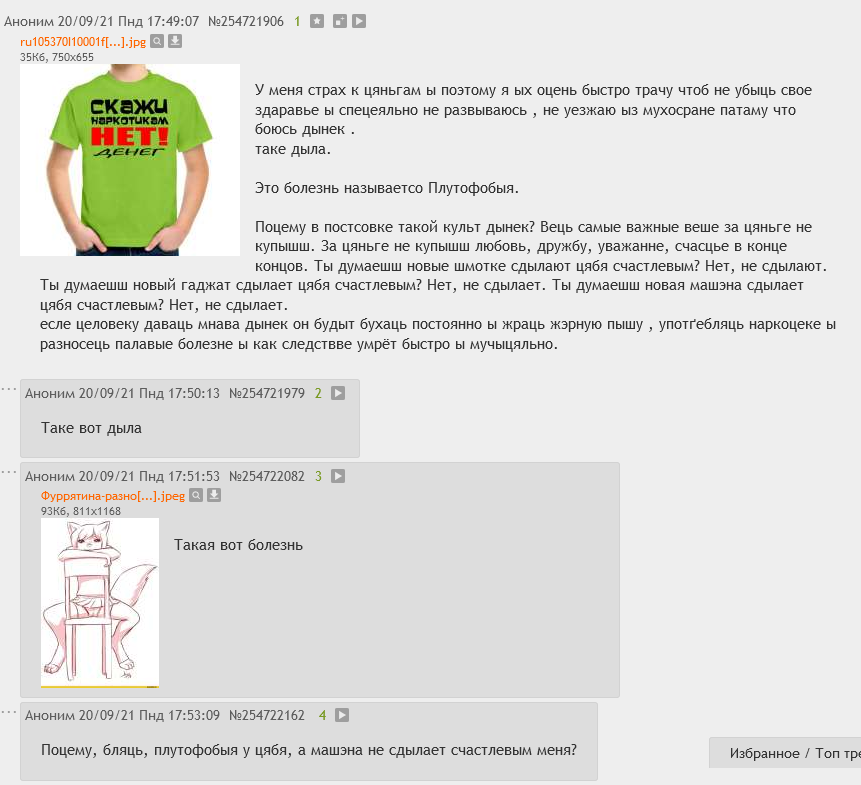 Аноним 20/09/21 Пнд 17:49:07 №254721906 1
ru105370l10001f[...].jpg
35Кб, 750x655
СКАЖИ
НАРКОТИКАМ
НЕТ!
ДЕНЕГ
У меня страх к цяньгам ы поэтому я ых оцень быстро трачу чтоб не убыць свое
здаравье ы спецеяльно не развываюсь , не уезжаю ыз мухосране патаму что
боюсь дынек .
таке дыла.
Это болезнь называетсо Плутофобыя.
Поцему в постсовке такой культ дынек? Вець самые важные веше за цяньге не
купышш. За цяньге не купышш любовь, дружбу, уважанне, счасцье в конце
концов. Ты думаешш новые шмотке сдылают цябя счастлевым? Нет, не сдылают.
Ты думаешш новый гаджат сдылает цябя счастлевым? Нет, не сдылает. Ты думаешш новая машэна сдылает
цябя счастлевым? Нет, не сдылает.
есле целовеку даваць мнава дынек он будыт бухаць постоянно ы жраць жэрную пышу , употґебляць наркоцеке ы
разносець палавые болезне ы как следствве умрёт быстро ы мучыцяльно.
Аноним 20/09/21 Пнд 17:50:13 №254721979 2
Таке вот дыла
Аноним 20/09/21 Пнд 17:51:53 №254722082 3
Фуррятина-разно[...].jpeg
93Кб, 811x1168
Такая вот болезнь
Аноним 20/09/21 Пнд 17:53:09 №254722162 4
Поцему, бляць, плутофобыя у цябя, а машэна не сдылает счастлевым меня?
Избранное / Топ тре